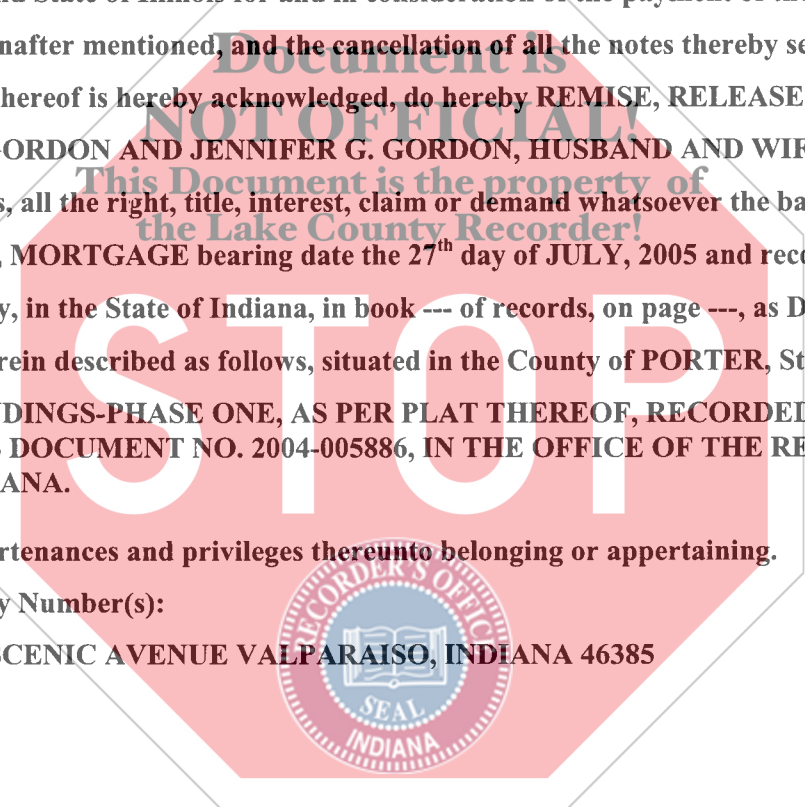 and State of Illinois for and in consideration of the payment of the
nafter mentioned, and the cancellation of all the notes thereby se
Document is
hereof is hereby acknowledged, do hereby REMISE, RELEASE
NOT OFFICIAL!
GORDON AND JENNIFER G. GORDON, HUSBAND AND WIF
This Document is the property of
s, all the right, title, interest, claim or demand whatsoever the ba
the Lake County Recorder!
, MORTGAGE bearing date the 27th day of JULY, 2005 and reco
y, in the State of Indiana, in book --- of records, on page ---, as D
STOP
rein described as follows, situated in the County of PORTER, St
NDINGS-PHASE ONE, AS PER PLAT THEREOF, RECORDED
S DOCUMENT NO. 2004-005886, IN THE OFFICE OF THE RE
IANA.
rtenances and privileges thereunto belonging or appertaining.
y Number(s):
RECORDER'S OFFICE
SCENIC AVENUE VALPARAISO, INDIANA 46385
SEAL
INDIANA